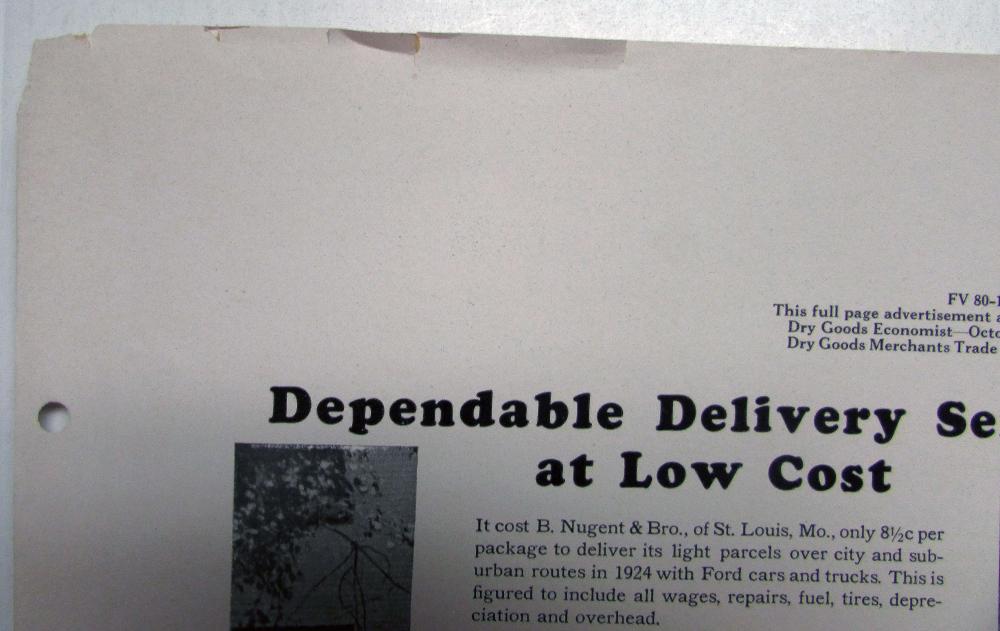 FV 80-1
This full page advertisement a
Dry Goods Economist—Octo
Dry Goods Merchants Trade
Dependable Delivery Se
at Low Cost
It cost B. Nugent & Bro., of St. Louis, Mo., only 8½c per
package to deliver its light parcels over city and sub-
urban routes in 1924 with Ford cars and trucks. This is
figured to include all wages, repairs, fuel, tires, depre-
ciation and overhead.